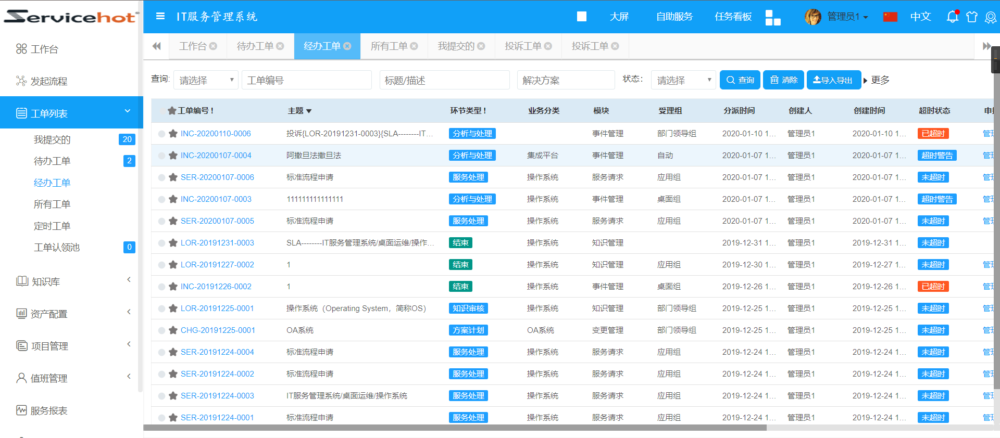 Servicehot
IT服务管理系统 大屏 自助服务 任务看板 管理员1 中文
工作台 待办工单 经办工单 所有工单 我提交的 投诉工单 投诉工单
工作台
发起流程
工单列表
我提交的 20
待办工单 2
经办工单
所有工单
定时工单
工单认领池 0
知识库
资产配置
项目管理
值班管理
服务报表
查询: 请选择 工单编号 标题/描述 解决方案 状态: 请选择 查询 清除 导入导出 更多
工单编号! 主题 环节类型! 业务分类 模块 受理组 分派时间 创建人 创建时间 超时状态
INC-20200110-0006 投诉{LOR-20191231-0003}{SLA--------IT... 分析与处理 事件管理 部门领导组 2020-01-10 1... 管理员1 2020-01-10 1... 已超时
INC-20200107-0004 阿撒旦法撒旦法 分析与处理 集成平台 事件管理 自动 2020-01-07 1... 管理员1 2020-01-07 1... 超时警告
SER-20200107-0006 标准流程申请 服务处理 操作系统 服务请求 应用组 2020-01-07 1... 管理员1 2020-01-07 1... 未超时
INC-20200107-0003 111111111111111 分析与处理 操作系统 事件管理 桌面组 2020-01-07 1... 管理员1 2020-01-07 1... 超时警告
SER-20200107-0005 标准流程申请 服务处理 操作系统 服务请求 应用组 2020-01-07 1... 管理员1 2020-01-07 1... 未超时
LOR-20191231-0003 SLA--------IT服务管理系统/桌面运维/操作... 结束 操作系统 知识管理 2019-12-31 1... 管理员1 2019-12-31 1... 未超时
LOR-20191227-0002 1 结束 操作系统 知识管理 应用组 2019-12-30 1... 管理员1 2019-12-27 1... 未超时
INC-20191226-0002 1 结束 操作系统 事件管理 桌面组 2019-12-26 1... 管理员1 2019-12-26 1... 已超时
LOR-20191225-0001 操作系统（Operating System，简称OS） 知识审核 操作系统 知识管理 部门领导组 2019-12-25 1... 管理员1 2019-12-25 1... 未超时
CHG-20191225-0001 OA系统 方案计划 OA系统 变更管理 部门领导组 2019-12-25 1... 管理员1 2019-12-25 1... 未超时
SER-20191224-0004 标准流程申请 服务处理 操作系统 服务请求 应用组 2019-12-24 1... 管理员1 2019-12-24 1... 未超时
SER-20191224-0002 标准流程申请 服务处理 操作系统 服务请求 应用组 2019-12-24 1... 管理员1 2019-12-24 1... 未超时
SER-20191224-0003 IT服务管理系统/桌面运维/操作系统 服务处理 操作系统 服务请求 应用组 2019-12-24 1... 管理员1 2019-12-24 1... 未超时
SER-20191224-0001 标准流程申请 服务处理 操作系统 服务请求 应用组 2019-12-24 1... 管理员1 2019-12-24 1... 未超时